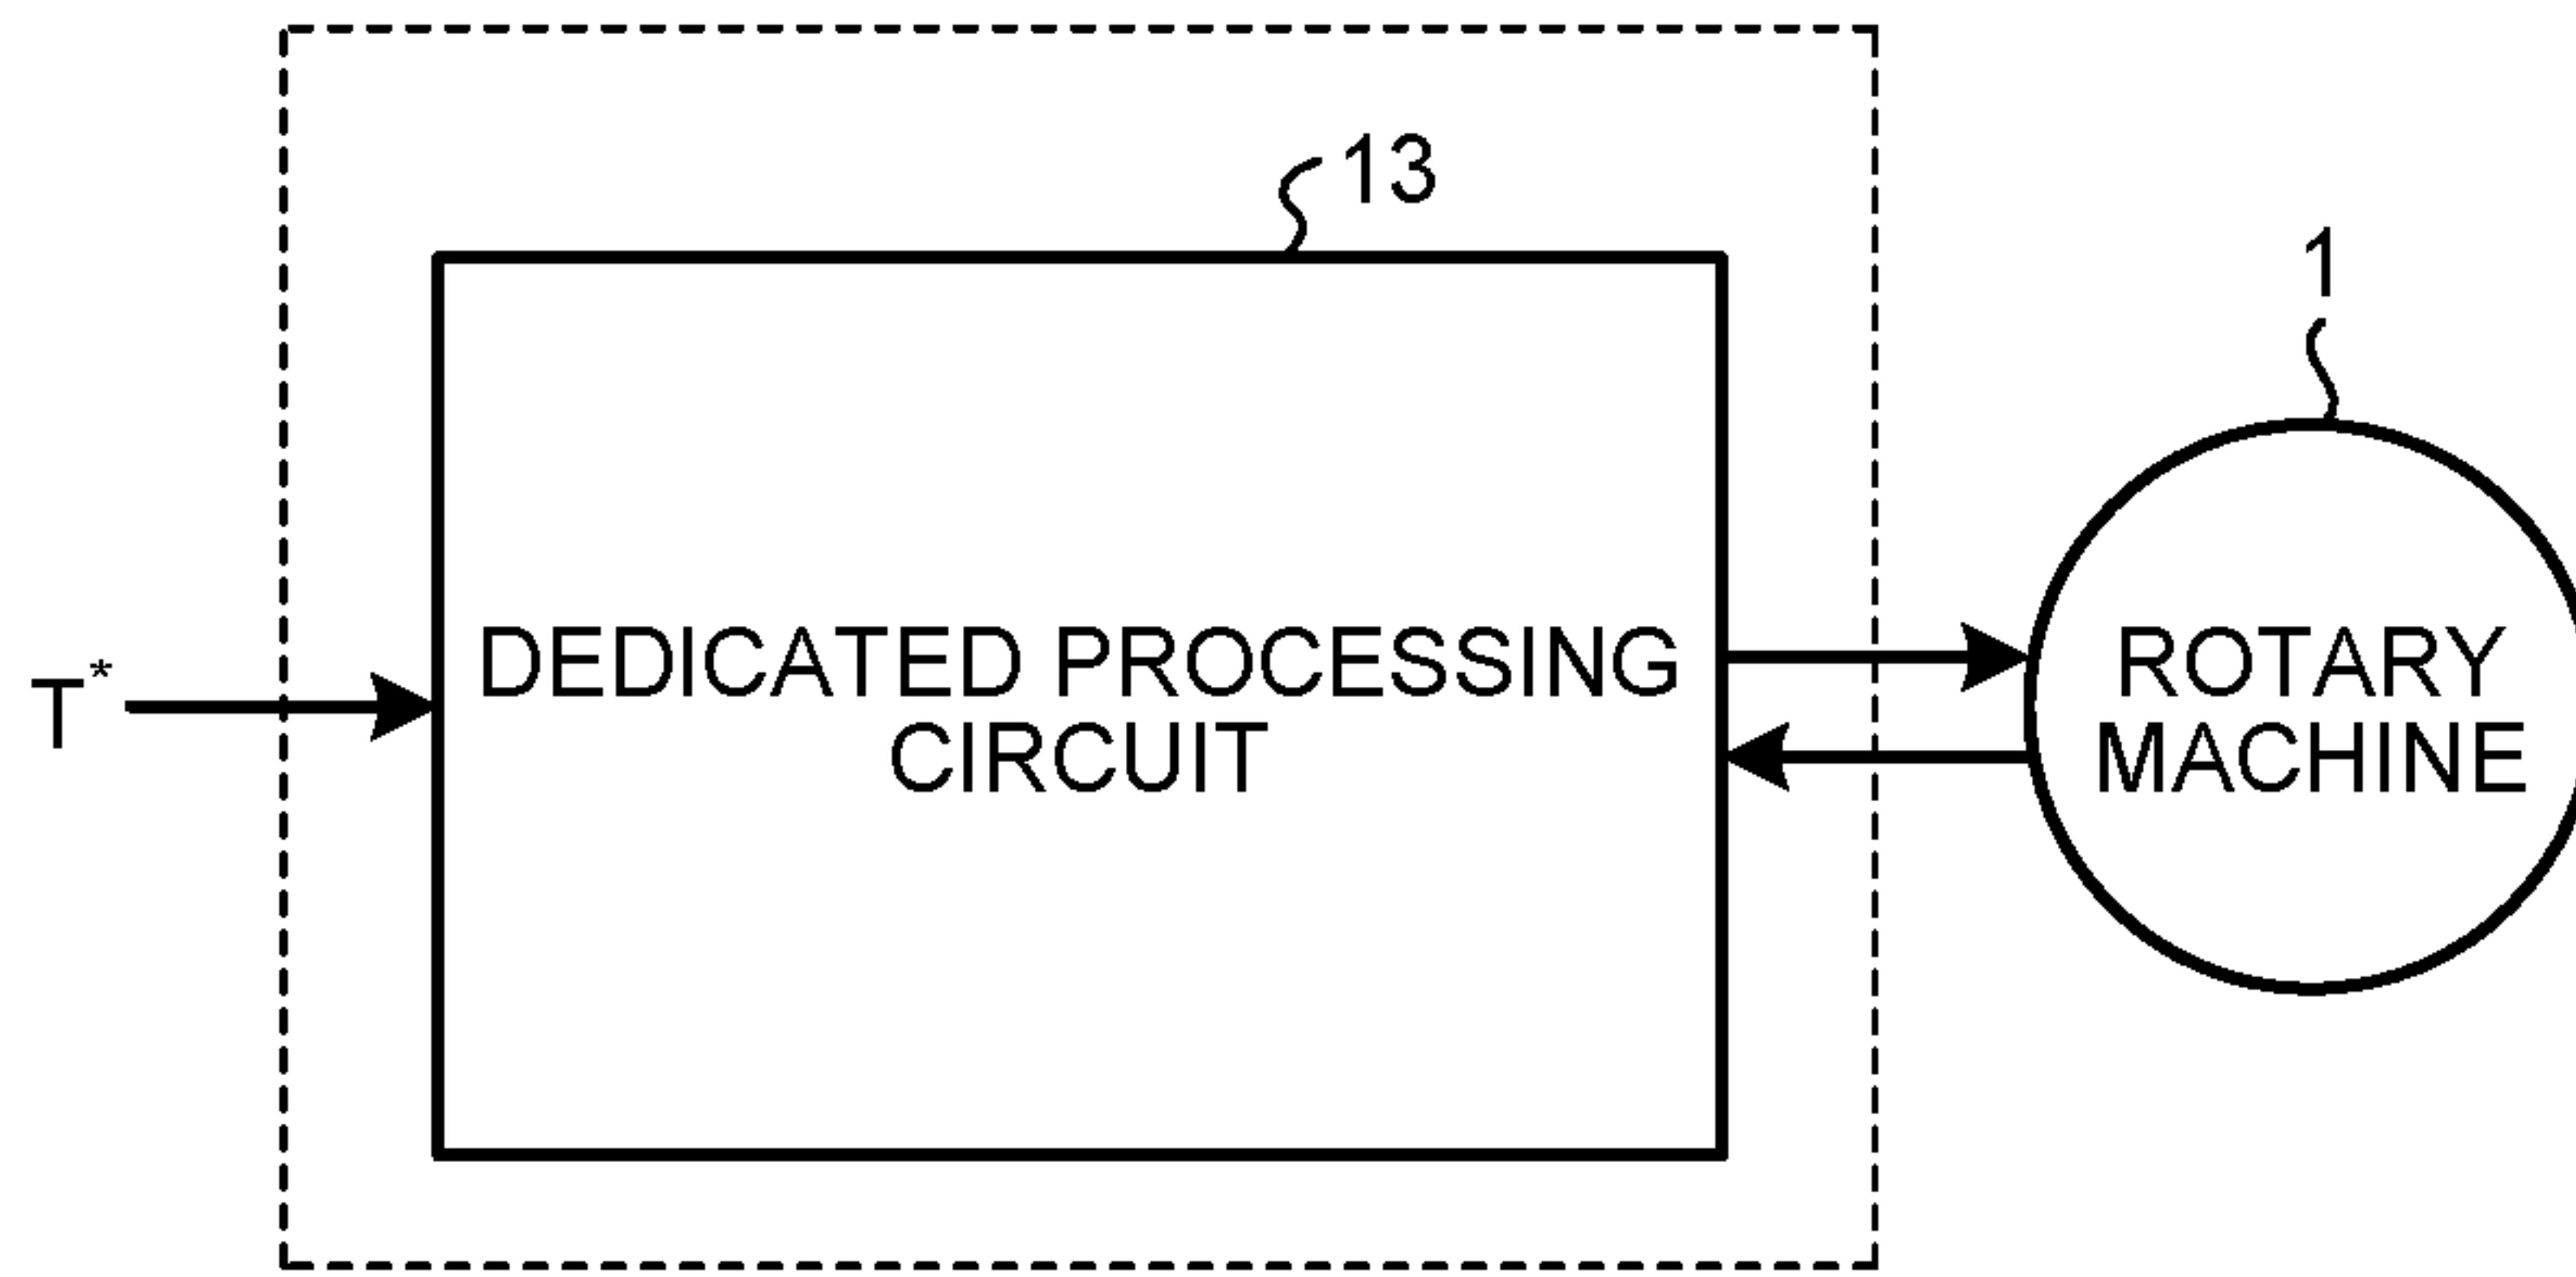 13
1
T*
DEDICATED PROCESSING
CIRCUIT
ROTARY
MACHINE